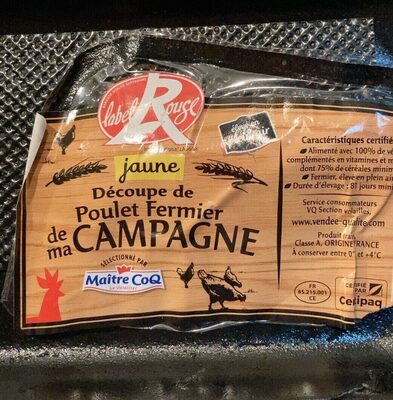 Label Rouge
jaune
Découpe de
Poulet Fermier
de ma CAMPAGNE
SÉLECTIONNÉ PAR
Maître CoQ
Caractéristiques certifié
Alimenté avec 100% de vé
complémentés en vitamines et m
dont 75% de céréales minim
Fermier, élevé en plein air
Durée d'élevage : 81 jours mini
Service consommateurs
VQ Section volailles.
www.vendee-qualite.com
Produit
Classe A, ORIGINE FRANCE
À conserver entre 0° et +4°C
FR
85.215.001
CE
CERTIFIÉ
PAR
Certipaq